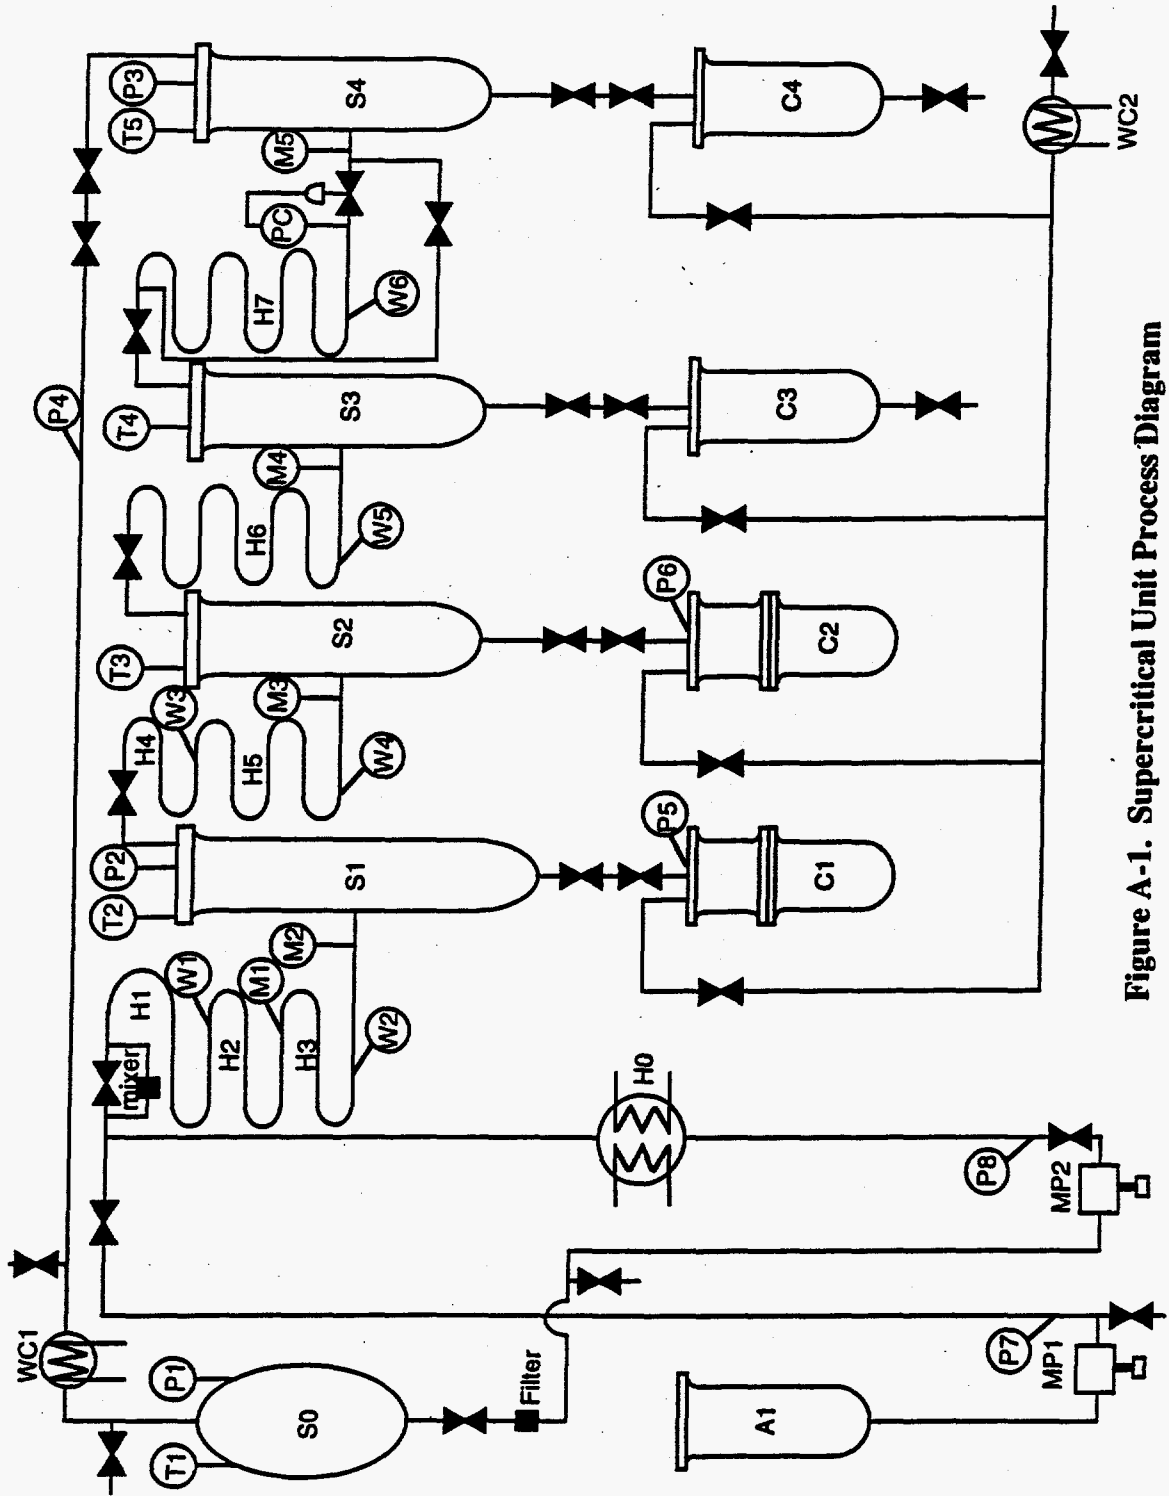 WC1
T1
P1
S0
Filter
A1
MP1
P7
MP2
P8
H0
mixer
H1
W1
H2
M1
H3
M2
W2
T2
P2
S1
P5
C1
H4
W3
H5
M3
W4
T3
S2
P6
C2
H6
M4
W5
P4
T4
S3
C3
H7
PC
W6
M5
T5
P3
S4
C4
WC2
Figure A-1. Supercritical Unit Process Diagram